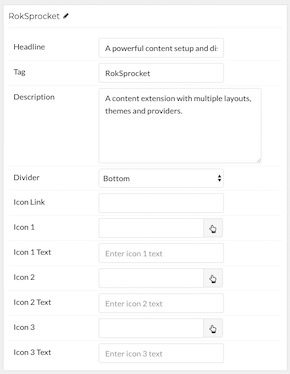 RokSprocket
Headline
A powerful content setup and di
Tag
RokSprocket
Description
A content extension with multiple layouts,
themes and providers.
Divider
Bottom
Icon Link
Icon 1
Icon 1 Text
Enter icon 1 text
Icon 2
Icon 2 Text
Enter icon 2 text
Icon 3
Icon 3 Text
Enter icon 3 text